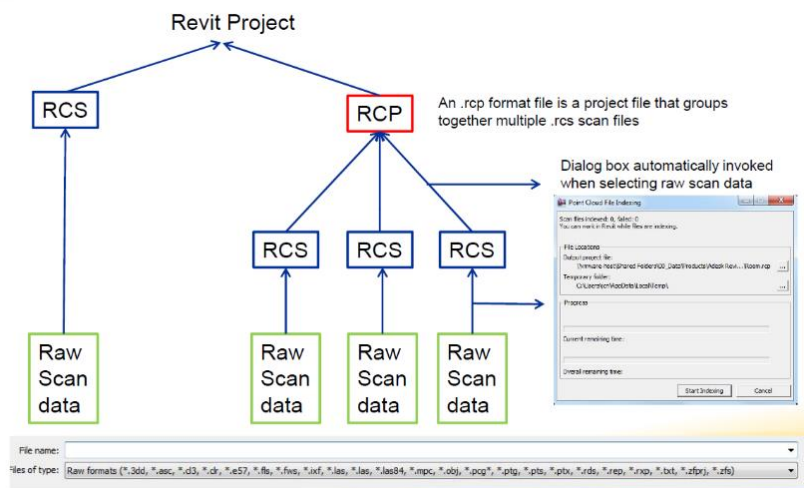 Revit Project
RCS
RCP
An .rcp format file is a project file that groups
together multiple .rcs scan files
Dialog box automatically invoked
when selecting raw scan data
Point Cloud File Indexing
Scan files indexed: 0, failed: 0
You can work in Revit while files are indexing.
File Locations
Output project file:
\Room.rcp
...
Temporary folder:
...
Progress
Current remaining time:
Overall remaining time:
Start Indexing
Cancel
RCS
RCS
RCS
Raw
Scan
data
Raw
Scan
data
Raw
Scan
data
Raw
Scan
data
File name:
Files of type:
Raw formats (*.3dd, *.asc, *.cl3, *.clr, *.e57, *.fls, *.fws, *.ixf, *.las, *.las, *.las84, *.mpc, *.obj, *.pcg*, *.ptg, *.pts, *.ptx, *.rds, *.rep, *.rxp, *.txt, *.zfprj, *.zfs)